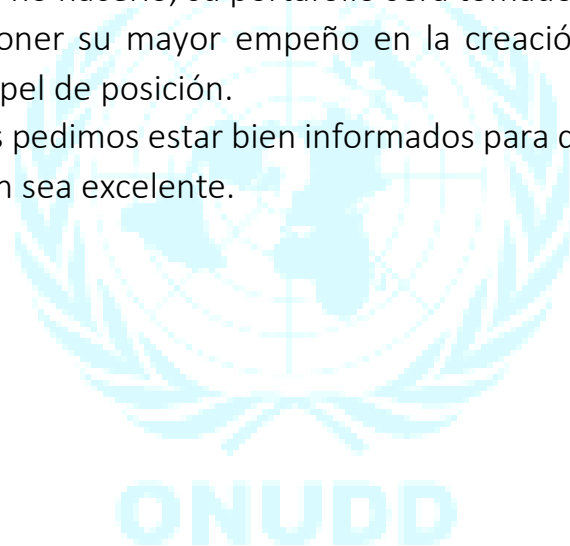 oner su mayor empeño en la creació
pel de posición.
s pedimos estar bien informados para
n sea excelente.
ONUDD